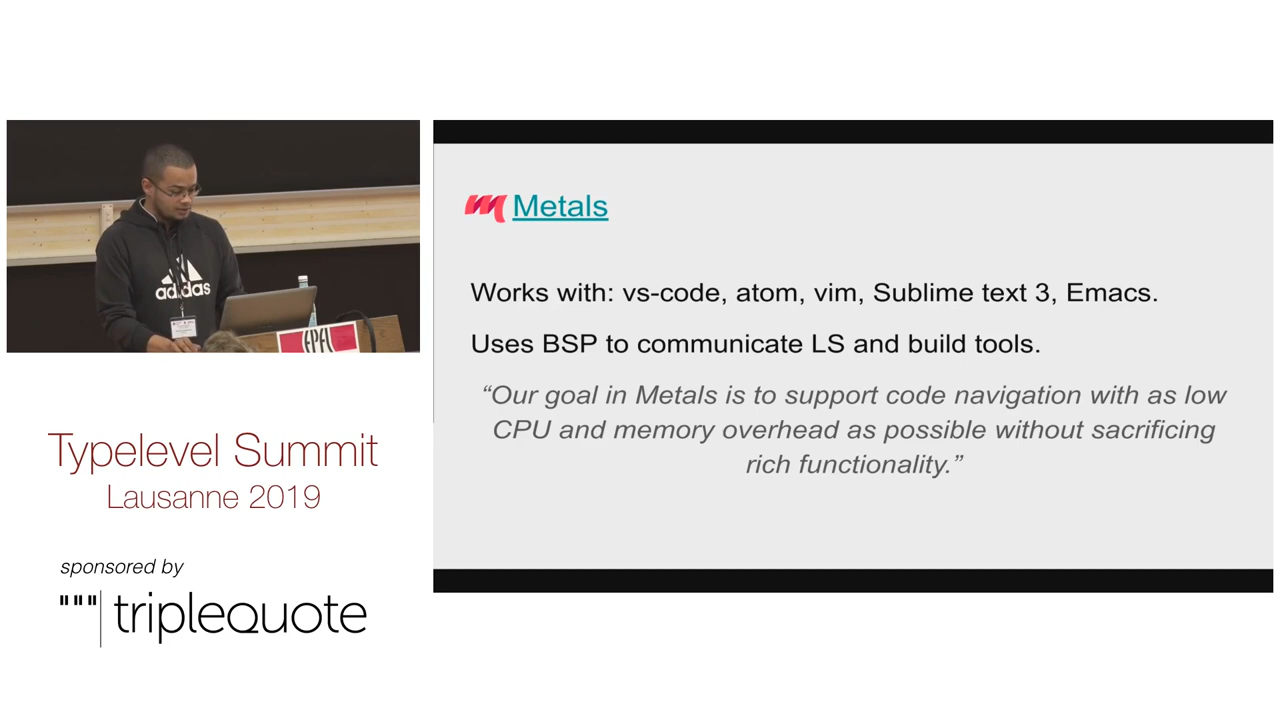 adidas
EPFL
Typelevel Summit
Lausanne 2019
sponsored by
triplequote
Metals
Works with: vs-code, atom, vim, Sublime text 3, Emacs.
Uses BSP to communicate LS and build tools.
“Our goal in Metals is to support code navigation with as low
CPU and memory overhead as possible without sacrificing
rich functionality.”